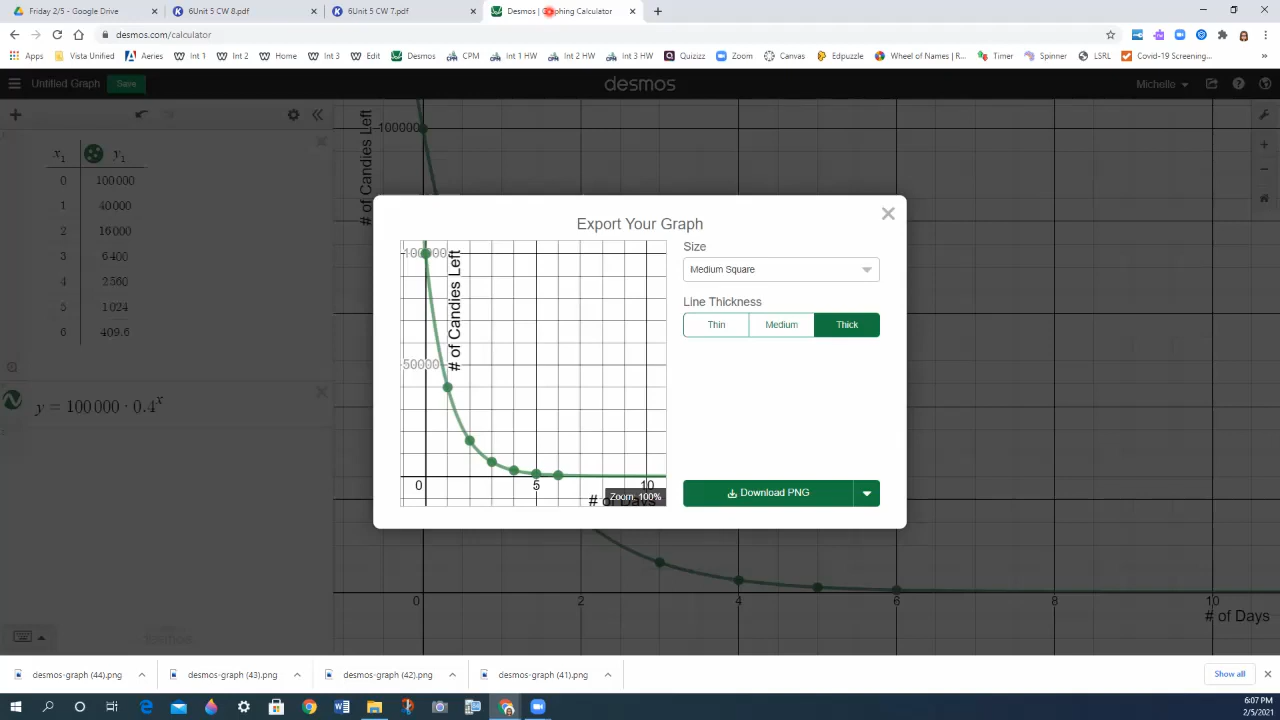 Friday 2/5 - Google Drive
6Unit 5 CW 8.pdf
6Unit 5 CW 7.pdf
Desmos | Graphing Calculator
desmos.com/calculator
Apps
Vista Unified
Aeries
Int 1
Int 2
Home
Int 3
Edit
Desmos
CPM
Int 1 HW
Int 2 HW
Int 3 HW
Quizizz
Zoom
Canvas
Edpuzzle
Wheel of Names | R...
Timer
Spinner
LSRL
Covid-19 Screening...
Untitled Graph
Save
desmos
Michelle
x₁ y₁
0 100000
1 40000
2 16000
3 6400
4 2560
5 1024
6 409.6
y = 100000 · 0.4ˣ
# of Candies Left
100000
0 2 4 6 8 10
# of Days
Export Your Graph
100000
# of Candies Left
50000
0 5 10
# of Days
Zoom: 100%
Size
Medium Square
Line Thickness
Thin Medium Thick
Download PNG
desmos
desmos-graph (44).png
desmos-graph (43).png
desmos-graph (42).png
desmos-graph (41).png
Show all
6:07 PM
2/5/2021